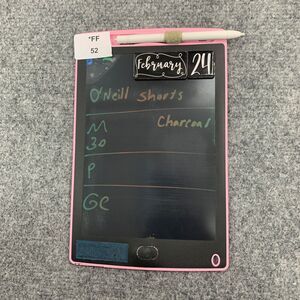 *FF
52
February 24
O'Neill Shorts
M Charcoal
30
P
GC